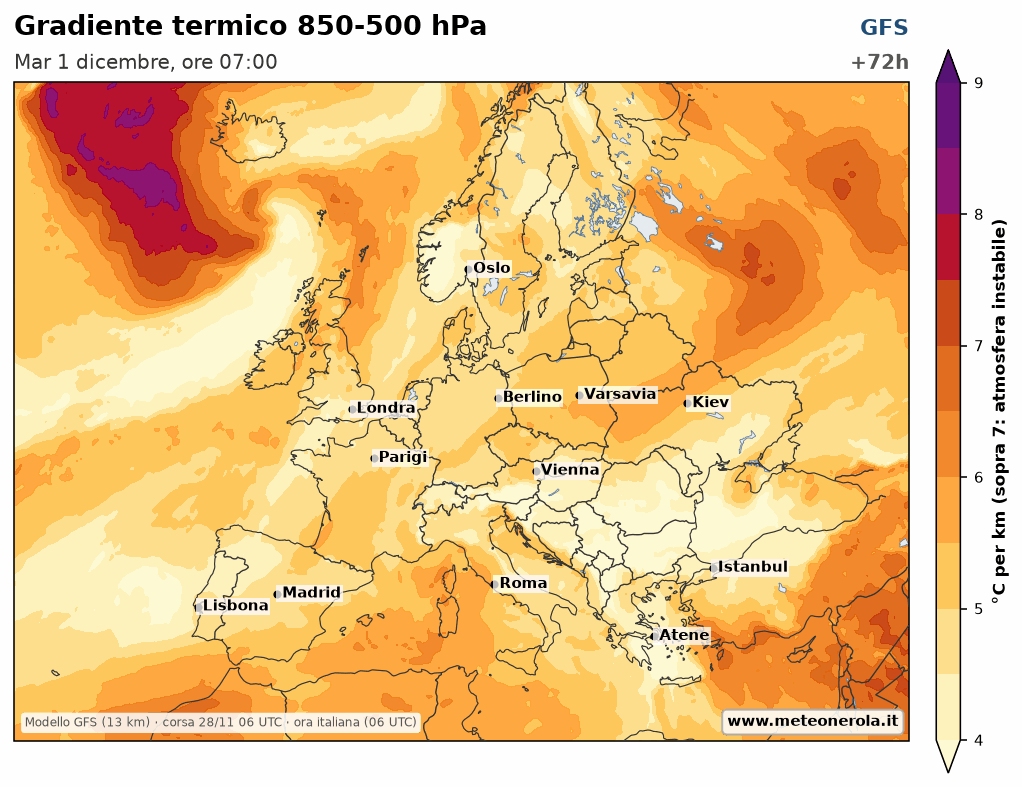 Gradiente termico 850-500 hPa
GFS
Mar 1 dicembre, ore 07:00
+72h
Oslo
Londra
Berlino
Varsavia
Kiev
Parigi
Vienna
Istanbul
Roma
Madrid
Lisbona
Atene
Modello GFS (13 km) · corsa 28/11 06 UTC · ora italiana (06 UTC)
www.meteonerola.it
9
8
7
6
5
4
°C per km (sopra 7: atmosfera instabile)